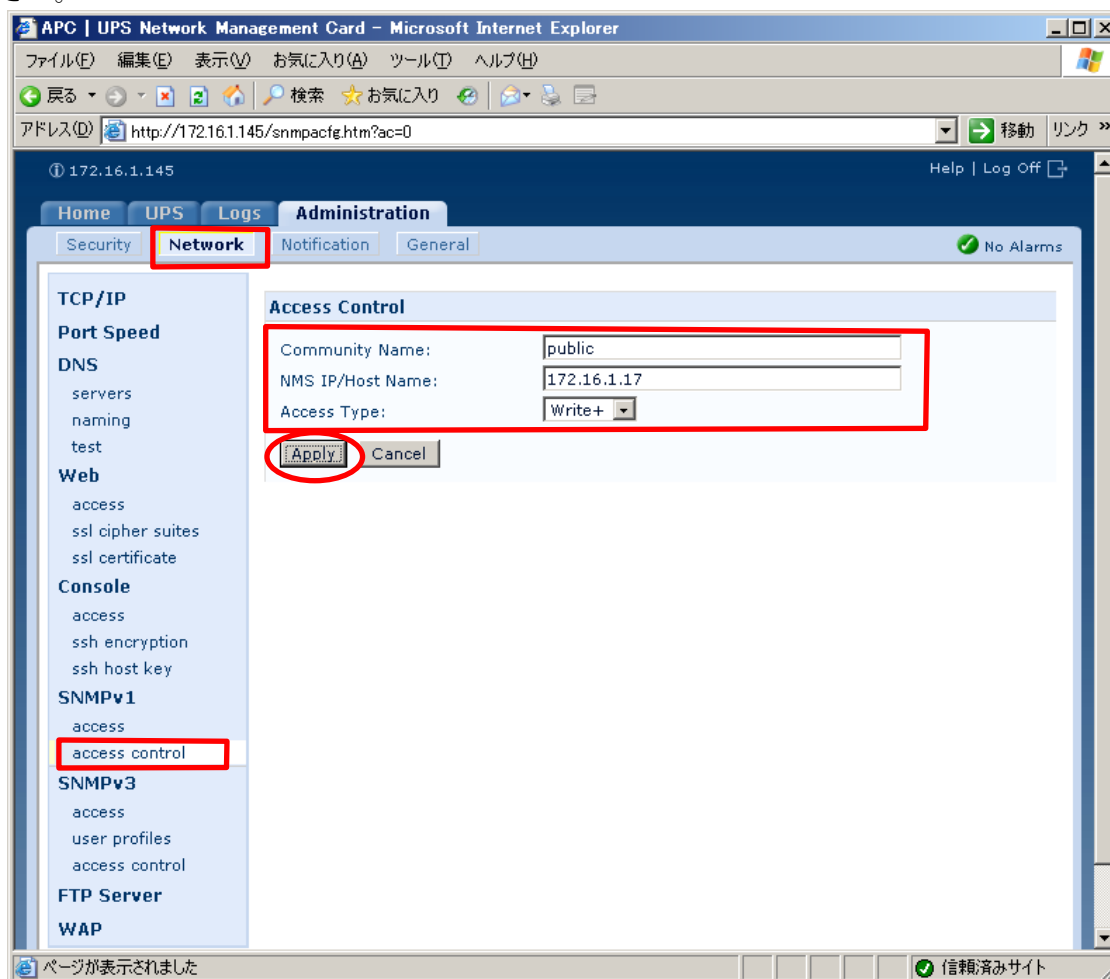 APC | UPS Network Management Card - Microsoft Internet Explorer
ファイル(F) 編集(E) 表示(V) お気に入り(A) ツール(T) ヘルプ(H)
戻る 検索 お気に入り
アドレス(D) http://172.16.1.145/snmpacfg.htm?ac=0 移動 リンク »
172.16.1.145 Help | Log Off
Home UPS Logs Administration
Security Network Notification General No Alarms
TCP/IP
Port Speed
DNS
servers
naming
test
Web
access
ssl cipher suites
ssl certificate
Console
access
ssh encryption
ssh host key
SNMPv1
access
access control
SNMPv3
access
user profiles
access control
FTP Server
WAP
Access Control
Community Name: public
NMS IP/Host Name: 172.16.1.17
Access Type: Write+
Apply Cancel
ページが表示されました 信頼済みサイト